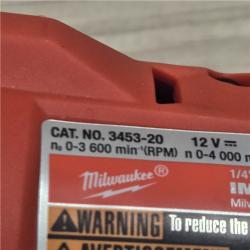 CAT. NO. 3453-20 12 V
n₀ 0-3 600 min⁻¹(RPM) n 0-4 000
Milwaukee® 1/4"
Milw
WARNING To reduce the